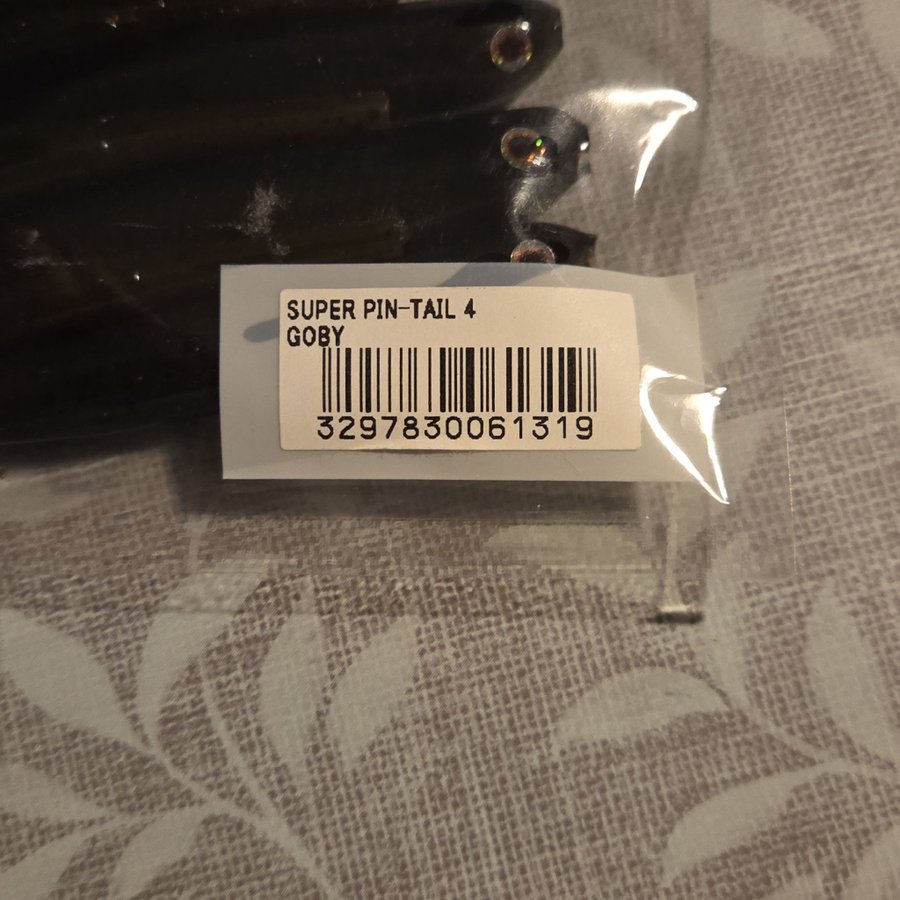 SUPER PIN-TAIL 4
GOBY
3297830061319